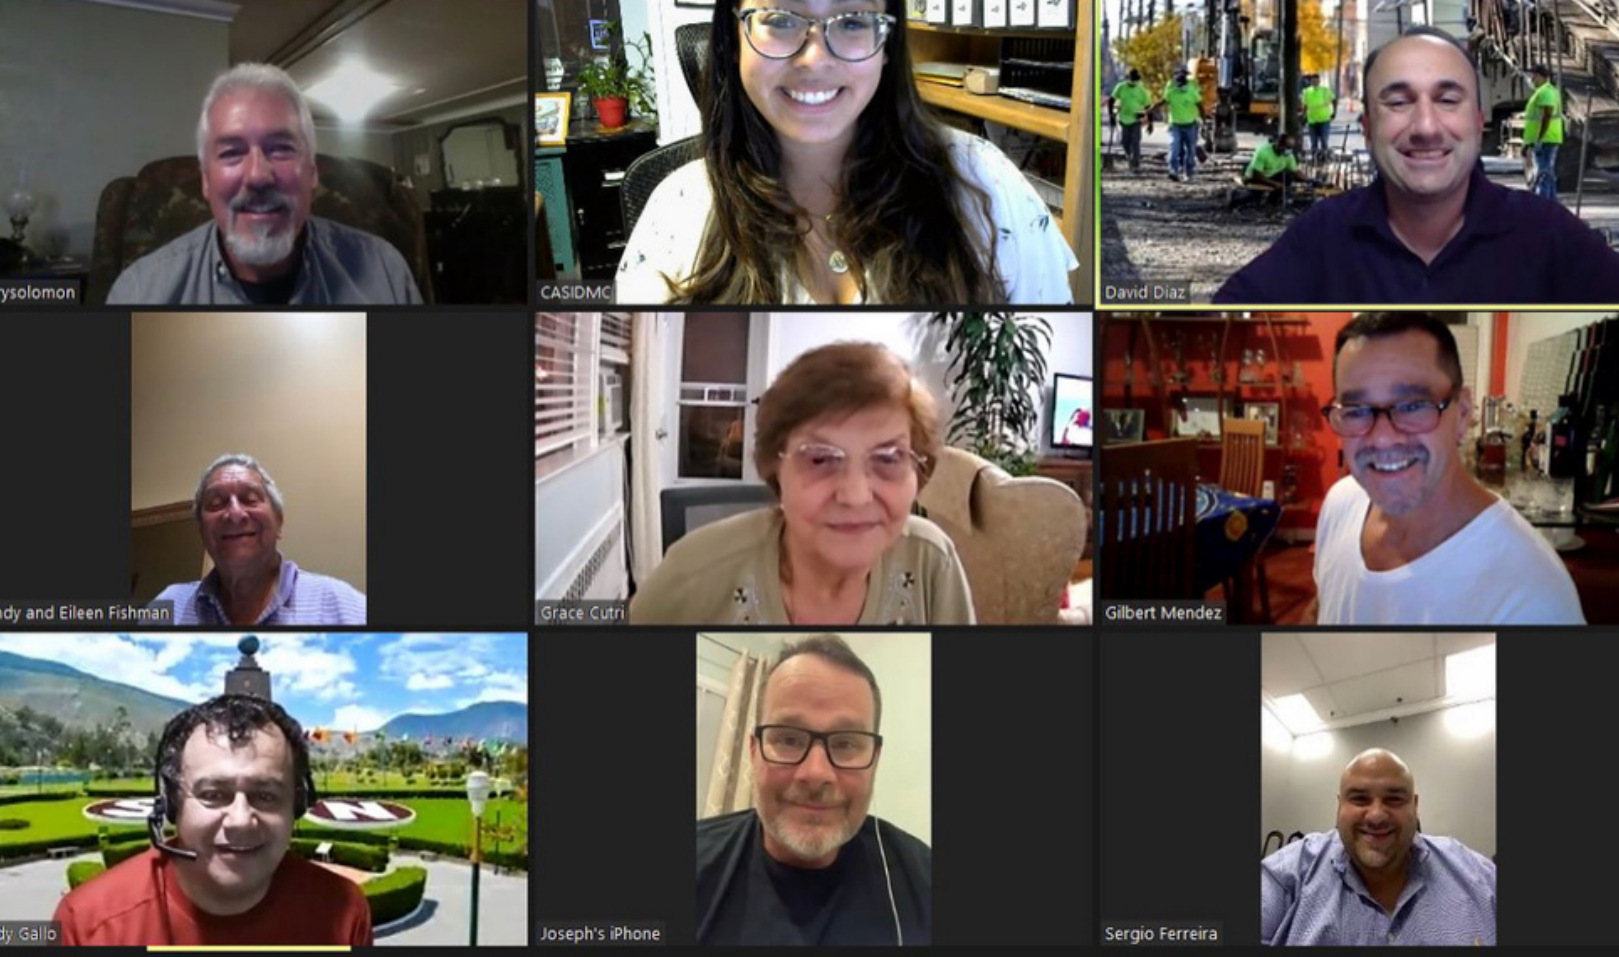 rysolomon
CASIDMC
David Diaz
dy and Eileen Fishman
Grace Cutri
Gilbert Mendez
S N
dy Gallo
Joseph's iPhone
Sergio Ferreira